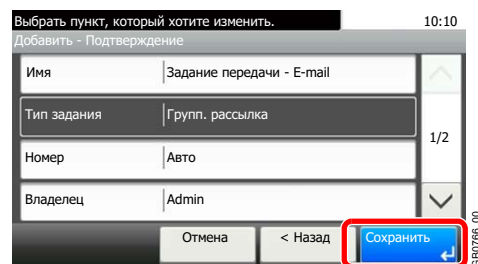 Выбрать пункт, который хотите изменить. 10:10
Добавить - Подтверждение
Имя Задание передачи - E-mail
Тип задания Групп. рассылка
1/2
Номер Авто
Владелец Admin
Отмена < Назад Сохранить
GB0766_00